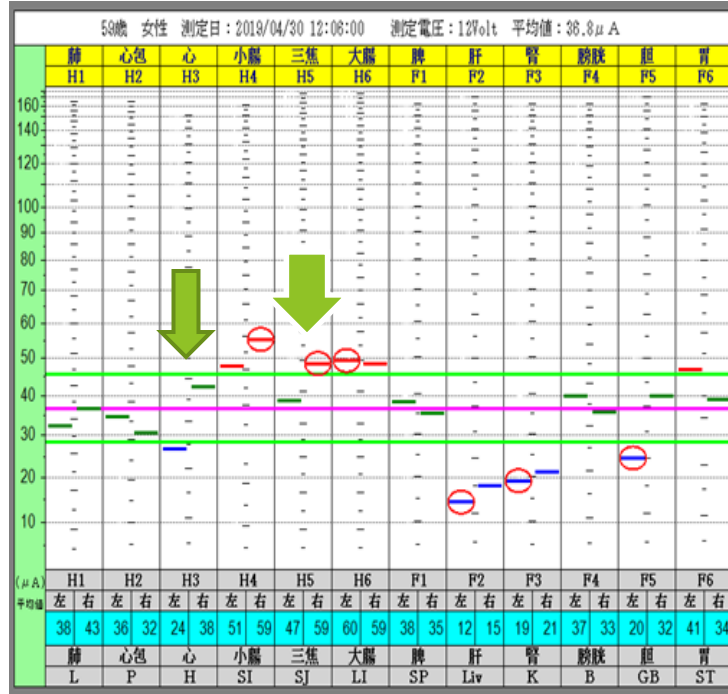 59歳 女性 測定日:2019/04/30 12:06:00 測定電圧:12Volt 平均値:36.8μA
肺 心包 心 小腸 三焦 大腸 脾 肝 腎 膀胱 胆 胃
H1 H2 H3 H4 H5 H6 F1 F2 F3 F4 F5 F6
160
140
120
100
90
80
70
60
50
40
30
20
10
(μA) H1 H2 H3 H4 H5 H6 F1 F2 F3 F4 F5 F6
平均値 左 右 左 右 左 右 左 右 左 右 左 右 左 右 左 右 左 右 左 右 左 右 左 右
38 43 36 32 24 38 51 59 47 59 60 59 38 35 12 15 19 21 37 33 20 32 41 34
肺 心包 心 小腸 三焦 大腸 脾 肝 腎 膀胱 胆 胃
L P H SI SJ LI SP Liv K B GB ST